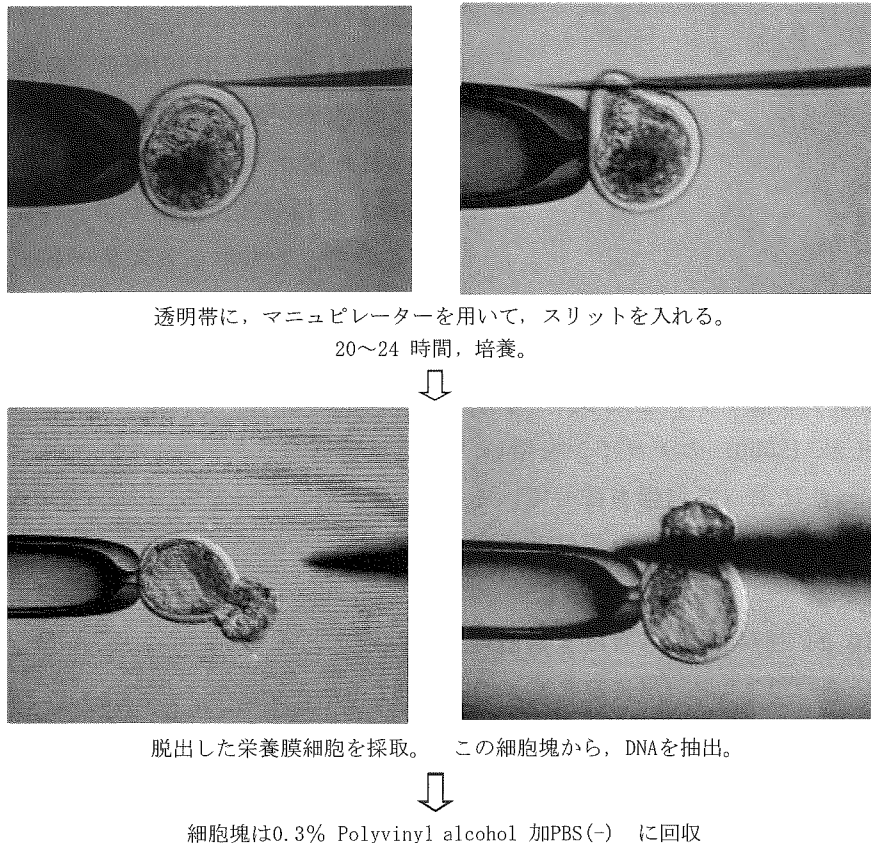 透明帯に，マニュピレーターを用いて，スリットを入れる。
20～24 時間，培養。
脱出した栄養膜細胞を採取。　この細胞塊から，DNAを抽出。
細胞塊は0.3% Polyvinyl alcohol 加PBS(-)　に回収